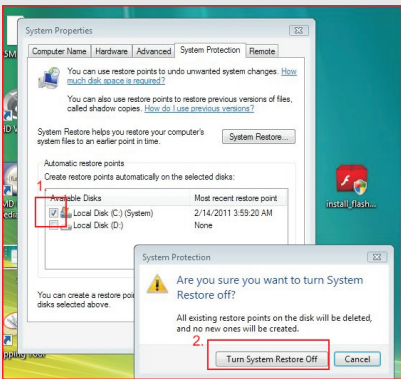 System Properties
Computer Name Hardware Advanced System Protection Remote
You can use restore points to undo unwanted system changes. How
much disk space is required?
You can also use restore points to restore previous versions of files,
called shadow copies. How do I use previous versions?
System Restore helps you restore your computer's
system files to an earlier point in time.
System Restore...
Automatic restore points
Create restore points automatically on the selected disks:
1.
Available Disks Most recent restore point
Local Disk (C:) (System) 2/14/2011 3:59:20 AM
Local Disk (D:) None
You can create a restore poi
disks selected above.
install_flash...
System Protection
Are you sure you want to turn System
Restore off?
All existing restore points on the disk will be deleted,
and no new ones will be created.
2.
Turn System Restore Off Cancel